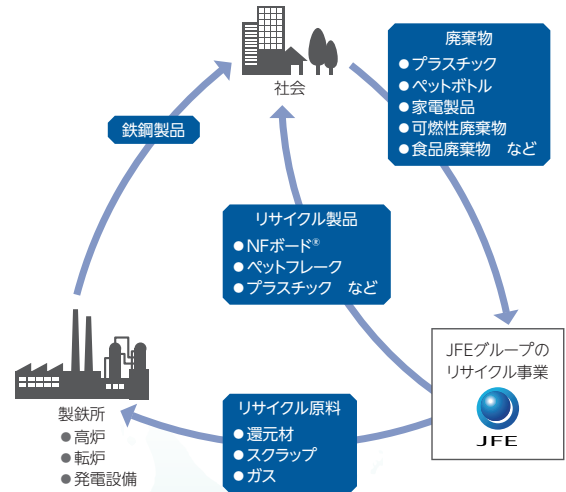 社会
廃棄物
●プラスチック
●ペットボトル
●家電製品
●可燃性廃棄物
●食品廃棄物　など
鉄鋼製品
リサイクル製品
●NFボード®
●ペットフレーク
●プラスチック　など
JFEグループの
リサイクル事業
JFE
リサイクル原料
●還元材
●スクラップ
●ガス
製鉄所
●高炉
●転炉
●発電設備